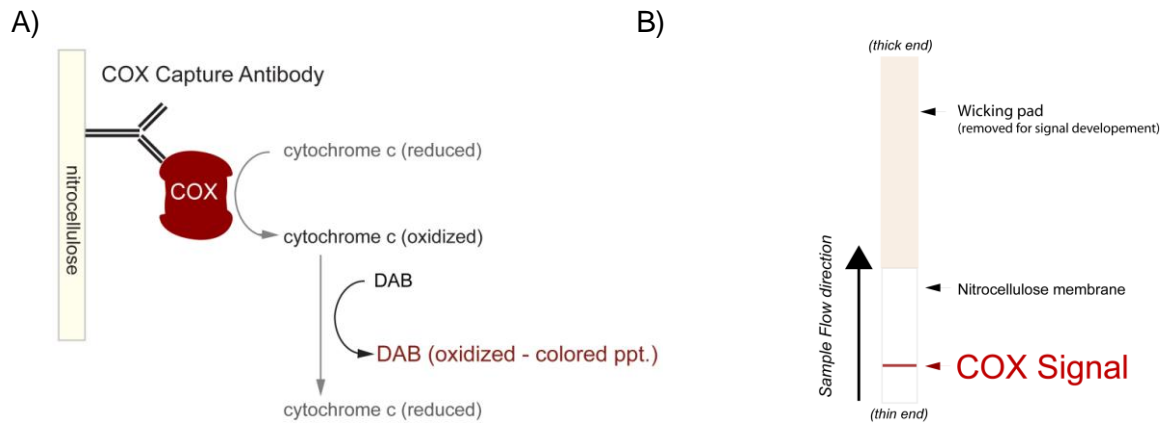 A)
COX Capture Antibody
nitrocellulose
COX
cytochrome c (reduced)
cytochrome c (oxidized)
DAB
DAB (oxidized - colored ppt.)
cytochrome c (reduced)
B)
(thick end)
Wicking pad
(removed for signal developement)
Sample Flow direction
Nitrocellulose membrane
COX Signal
(thin end)